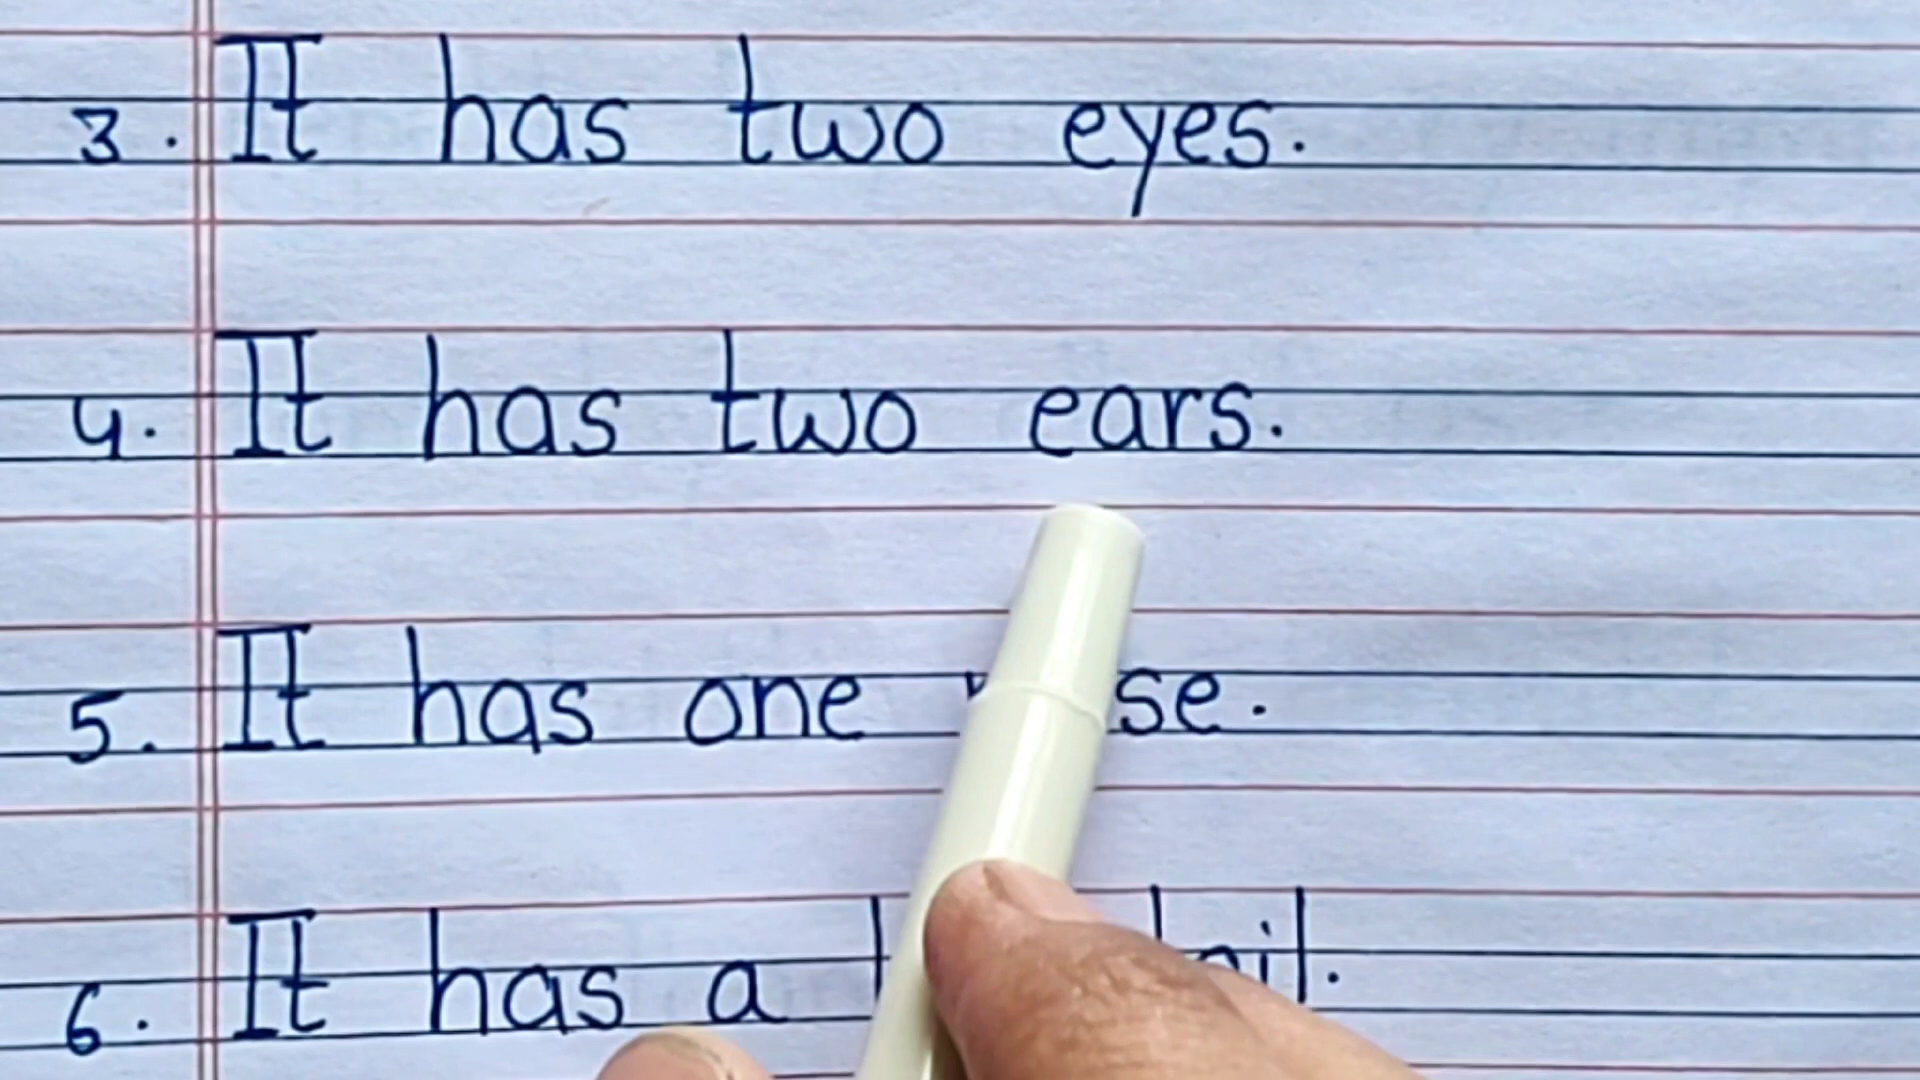 3. It has two eyes.
4. It has two ears.
5. It has one
6. It has a